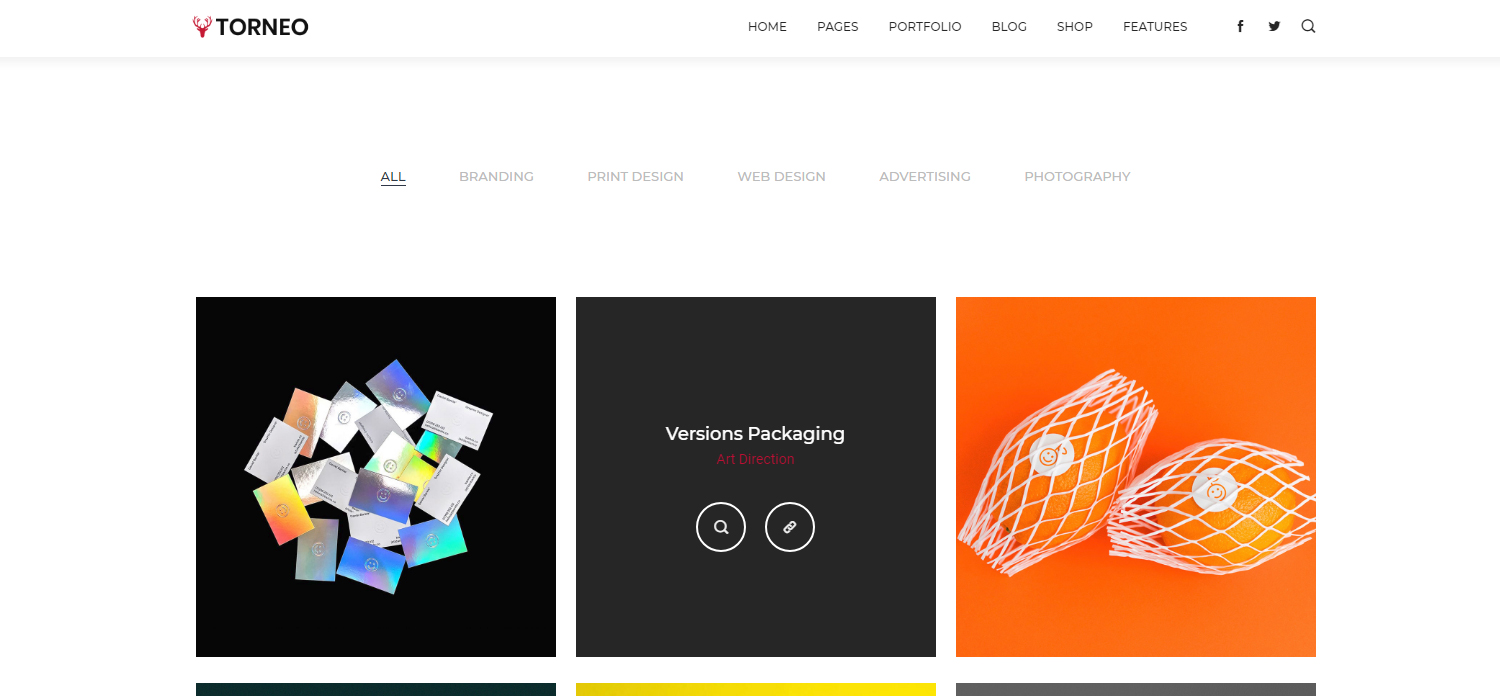 TORNEO
HOME PAGES PORTFOLIO BLOG SHOP FEATURES
ALL BRANDING PRINT DESIGN WEB DESIGN ADVERTISING PHOTOGRAPHY
Versions Packaging
Art Direction